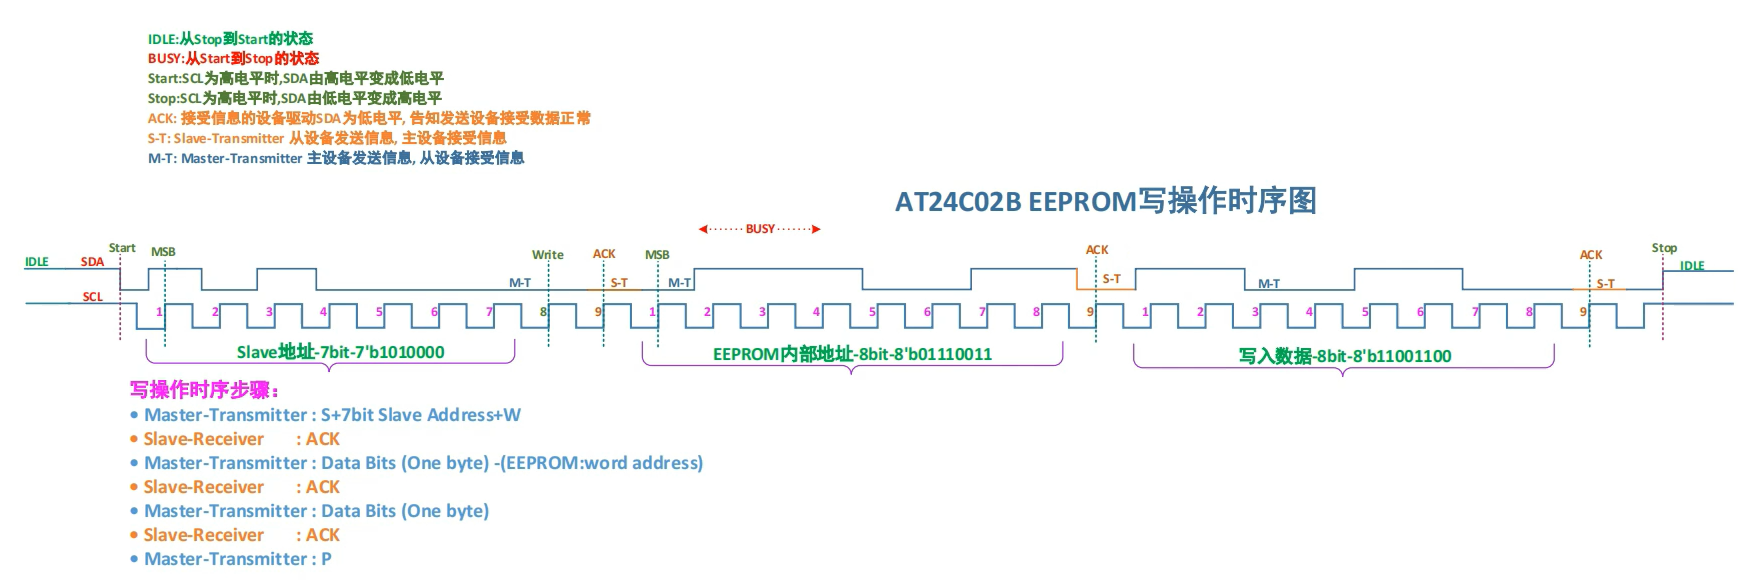 IDLE:从Stop到Start的状态
BUSY:从Start到Stop的状态
Start:SCL为高电平时,SDA由高电平变成低电平
Stop:SCL为高电平时,SDA由低电平变成高电平
ACK: 接受信息的设备驱动SDA为低电平, 告知发送设备接受数据正常
S-T: Slave-Transmitter 从设备发送信息, 主设备接受信息
M-T: Master-Transmitter 主设备发送信息, 从设备接受信息
AT24C02B EEPROM写操作时序图
BUSY
Start MSB Write ACK MSB ACK ACK Stop
IDLE SDA M-T S-T M-T S-T M-T S-T IDLE
SCL
1 2 3 4 5 6 7 8 9 1 2 3 4 5 6 7 8 9 1 2 3 4 5 6 7 8 9
Slave地址-7bit-7'b1010000 EEPROM内部地址-8bit-8'b01110011 写入数据-8bit-8'b11001100
写操作时序步骤：
• Master-Transmitter : S+7bit Slave Address+W
• Slave-Receiver : ACK
• Master-Transmitter : Data Bits (One byte) -(EEPROM:word address)
• Slave-Receiver : ACK
• Master-Transmitter : Data Bits (One byte)
• Slave-Receiver : ACK
• Master-Transmitter : P